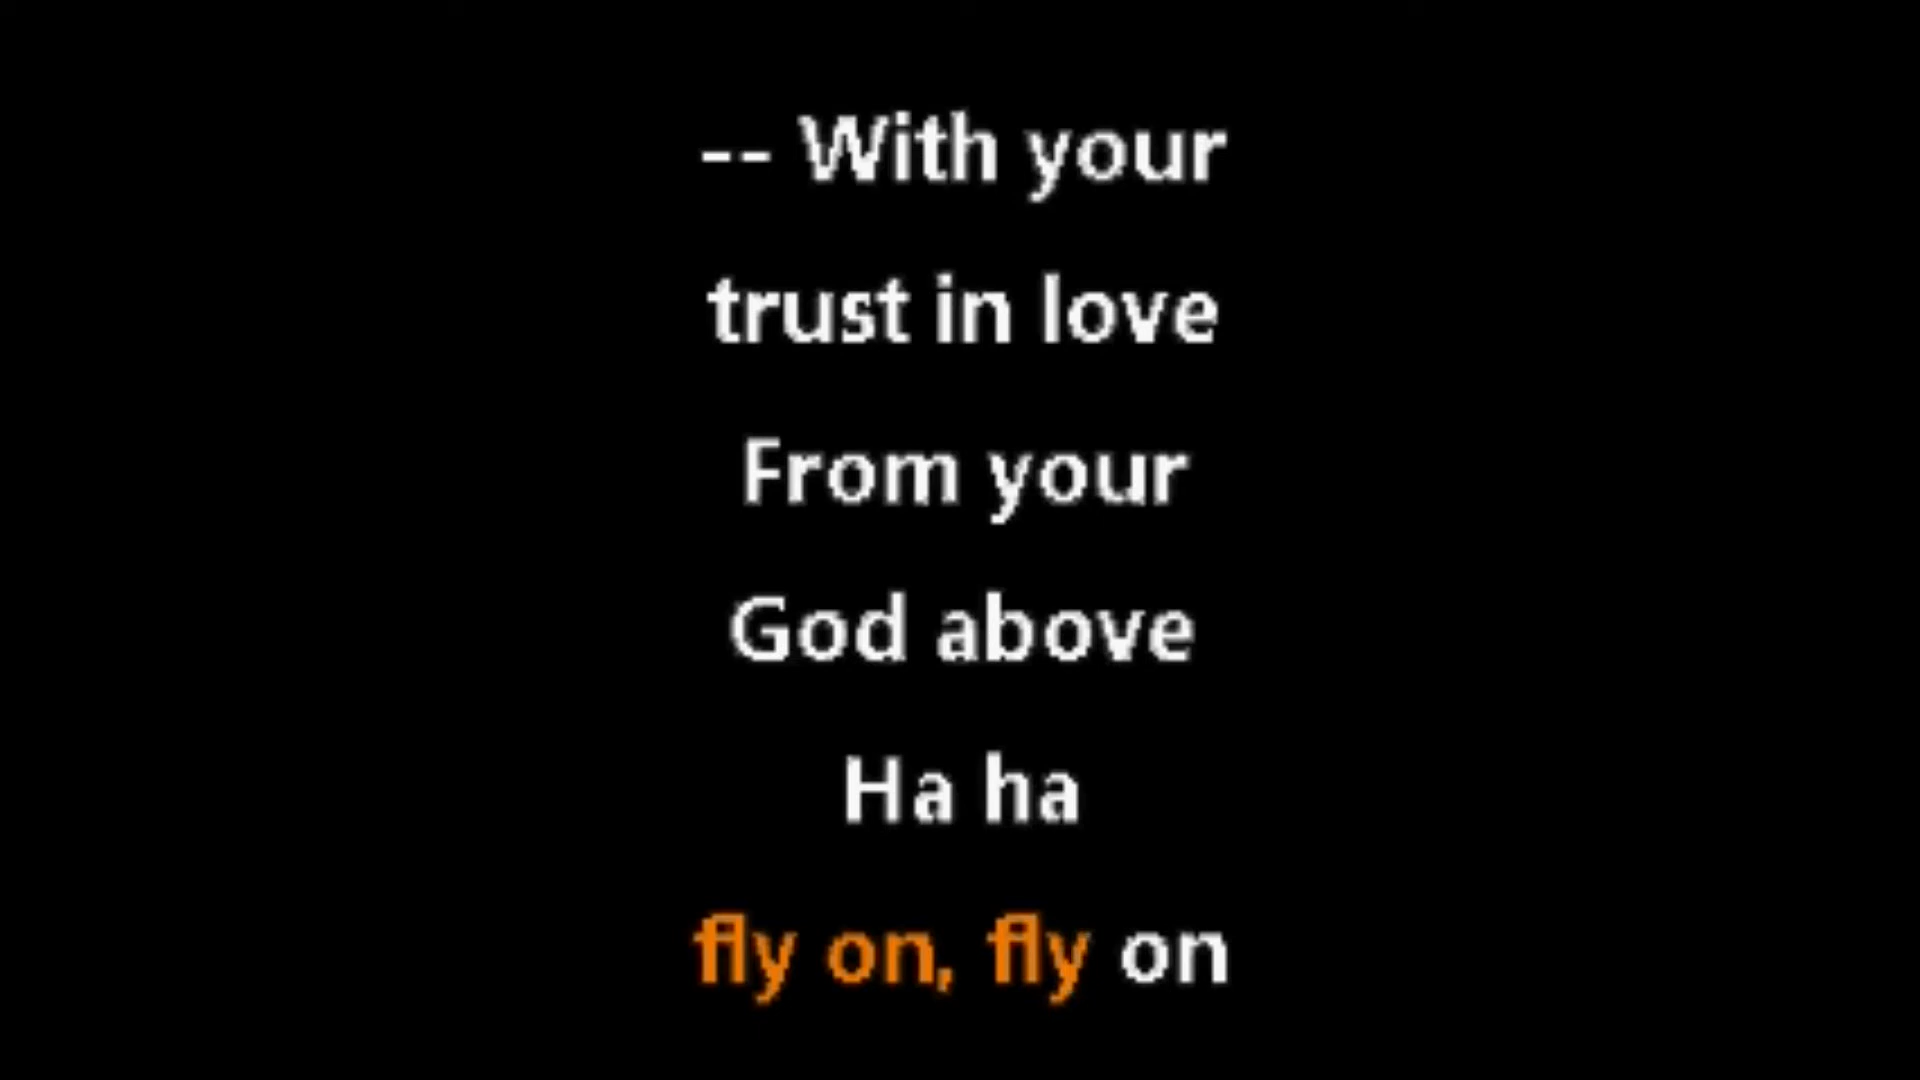 -- With your
trust in love
From your
God above
Ha ha
fly on, fly on